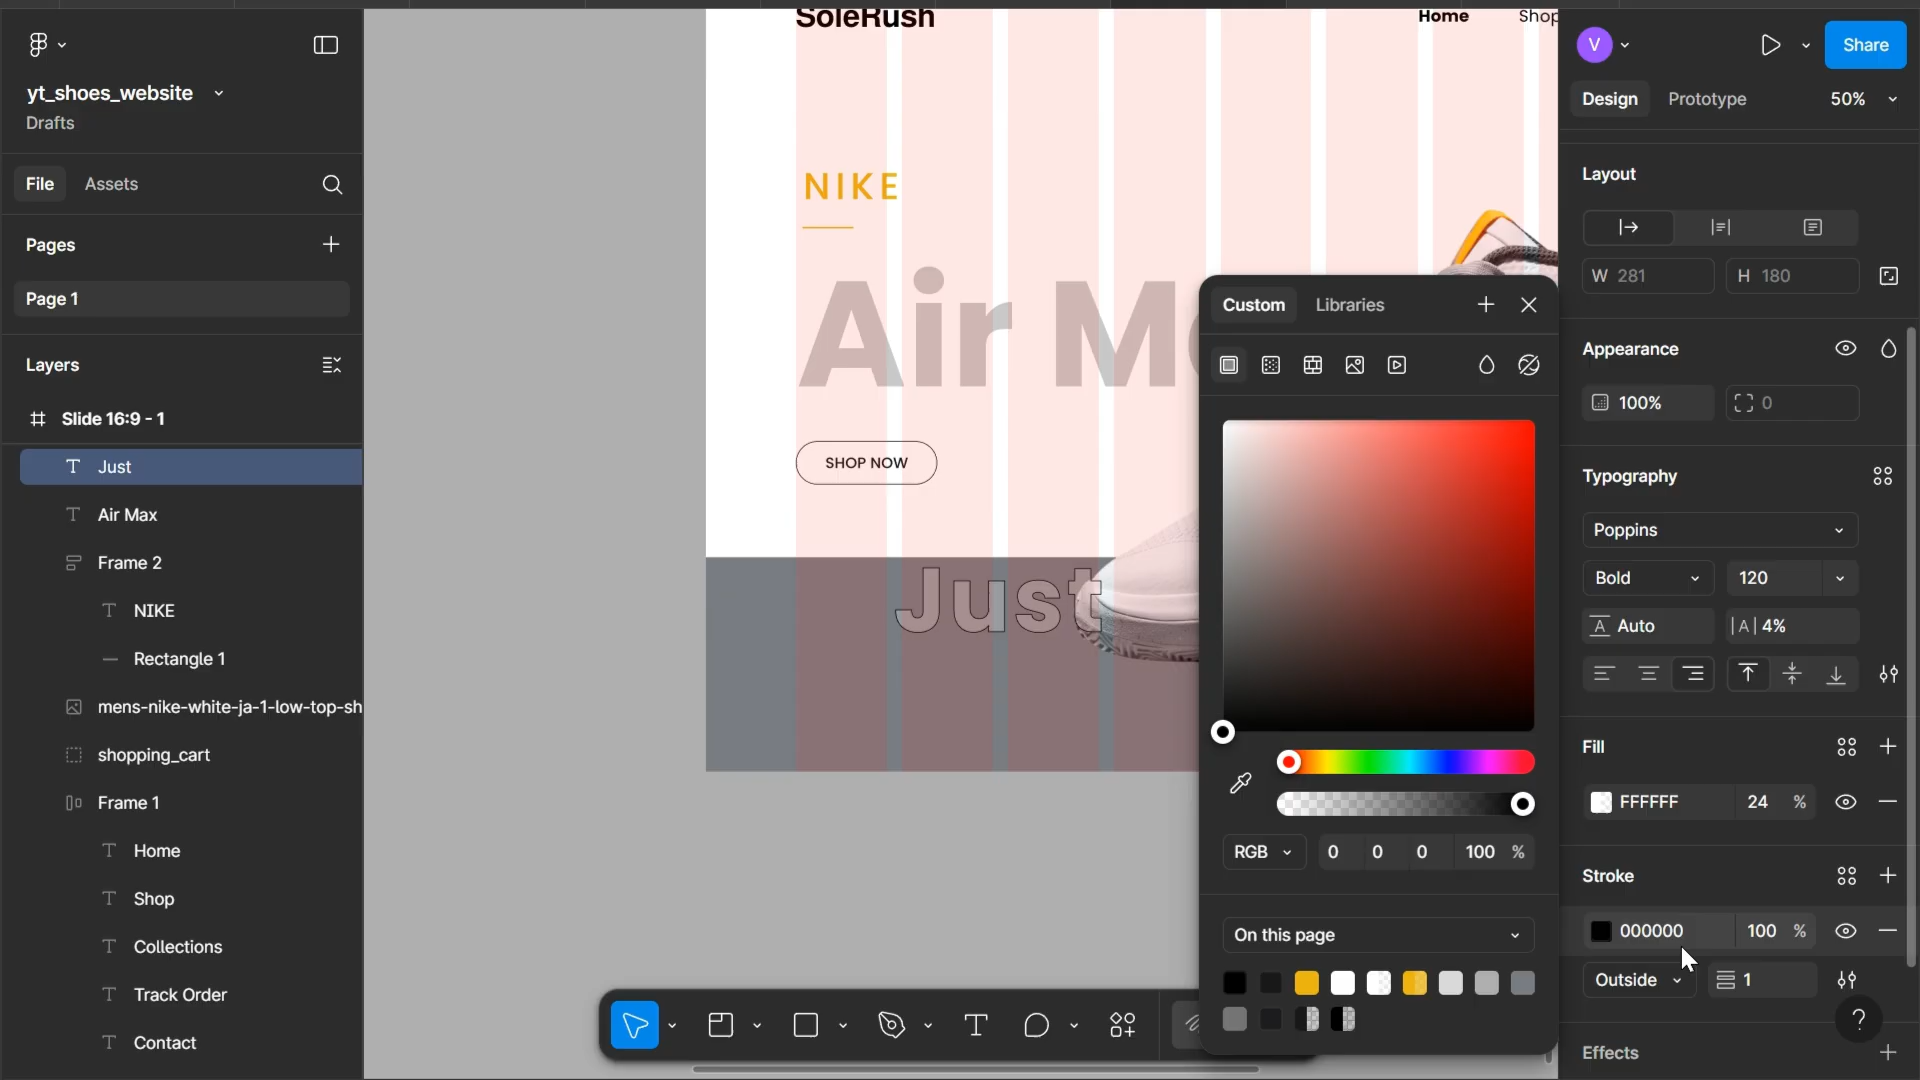 yt_shoes_website
Drafts
File
Assets
Pages
Page 1
Layers
Slide 16:9 - 1
Just
Air Max
Frame 2
NIKE
Rectangle 1
mens-nike-white-ja-1-low-top-sh
shopping_cart
Frame 1
Home
Shop
Collections
Track Order
Contact
SoleRush
Home
Shop
NIKE
Air M
SHOP NOW
Just
Custom
Libraries
RGB
0
0
0
100
%
On this page
V
Share
Design
Prototype
50%
Layout
W 281
H 180
Appearance
100%
0
Typography
Poppins
Bold
120
A Auto
|A| 4%
Fill
FFFFFF
24
%
Stroke
000000
100
%
Outside
1
?
Effects